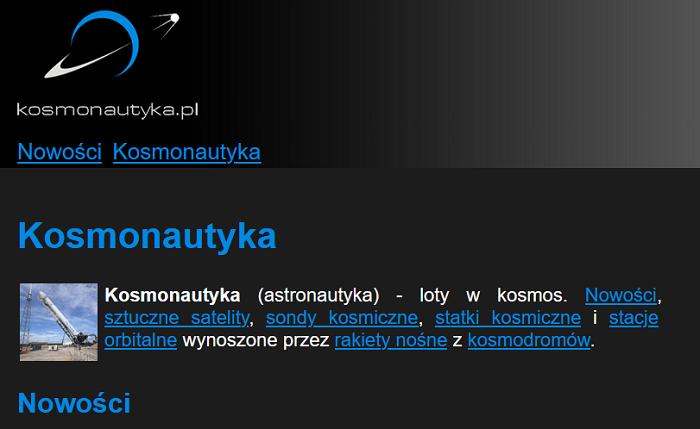 kosmonautyka.pl
Nowości Kosmonautyka
Kosmonautyka
Kosmonautyka (astronautyka) - loty w kosmos. Nowości,
sztuczne satelity, sondy kosmiczne, statki kosmiczne i stacje
orbitalne wynoszone przez rakiety nośne z kosmodromów.
Nowości